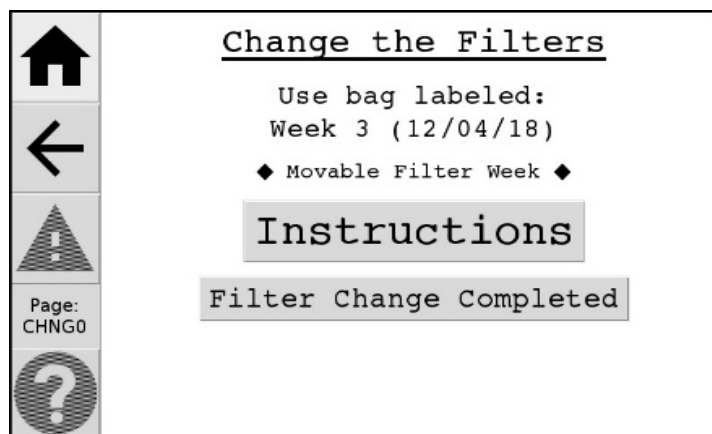 Change the Filters
Use bag labeled:
Week 3 (12/04/18)
◆ Movable Filter Week ◆
Instructions
Filter Change Completed
Page:
CHNG0